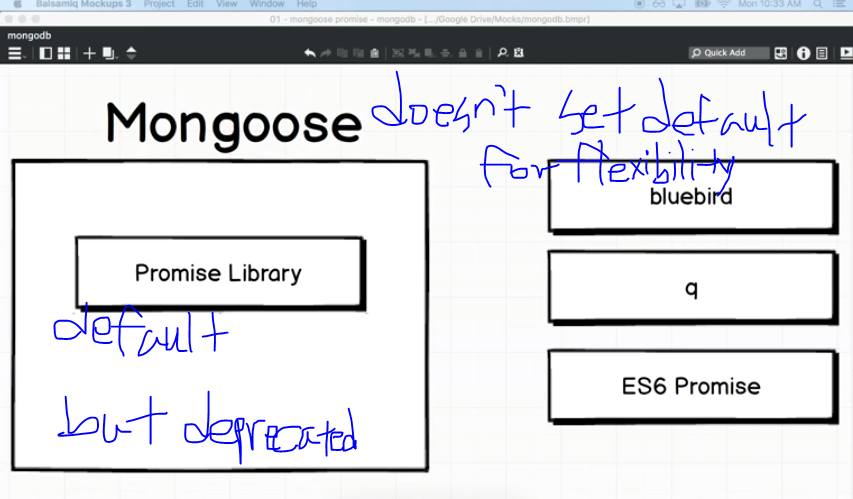 Balsamiq Mockups 3 Project Edit View Window Help Mon 10:33 AM
01 - mongoose promise - mongodb - [.../Google Drive/Mocks/mongodb.bmpr]
mongodb
Quick Add
Mongoose doesn't set default
for flexibility
bluebird
Promise Library
q
default
ES6 Promise
but deprecated